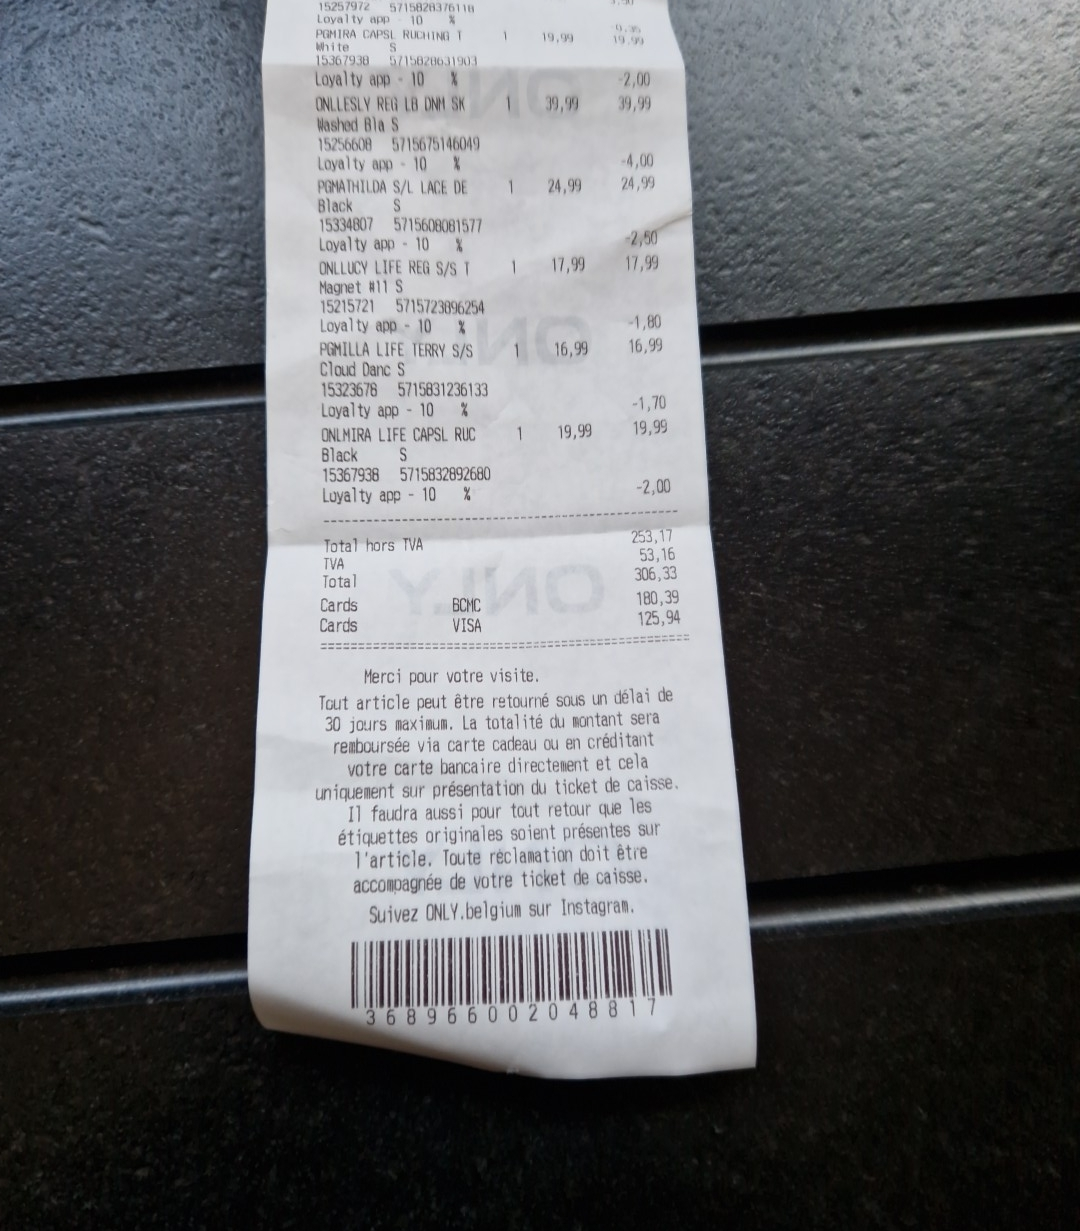 15257972 5715828376118
Loyalty app - 10 %
PGMIRA CAPSL RUCHING T 1 19,99 19,99
White S
15367938 5715828631903
Loyalty app - 10 % -2,00
ONLLESLY REG LB DNM SK 1 39,99 39,99
Washed Bla S
15256608 5715675146049
Loyalty app - 10 % -4,00
PGMATHILDA S/L LACE DE 1 24,99 24,99
Black S
15334807 5715608081577
Loyalty app - 10 % -2,50
ONLLUCY LIFE REG S/S T 1 17,99 17,99
Magnet #11 S
15215721 5715723896254
Loyalty app - 10 % -1,80
PGMILLA LIFE TERRY S/S 1 16,99 16,99
Cloud Danc S
15323678 5715831236133
Loyalty app - 10 % -1,70
ONLMIRA LIFE CAPSL RUC 1 19,99 19,99
Black S
15367938 5715832892680
Loyalty app - 10 % -2,00
Total hors TVA 253,17
TVA 53,16
Total 306,33
Cards BCMC 180,39
Cards VISA 125,94
Merci pour votre visite.
Tout article peut être retourné sous un délai de
30 jours maximum. La totalité du montant sera
remboursée via carte cadeau ou en créditant
votre carte bancaire directement et cela
uniquement sur présentation du ticket de caisse.
Il faudra aussi pour tout retour que les
étiquettes originales soient présentes sur
l'article. Toute réclamation doit être
accompagnée de votre ticket de caisse.
Suivez ONLY.belgium sur Instagram.
368966002048817